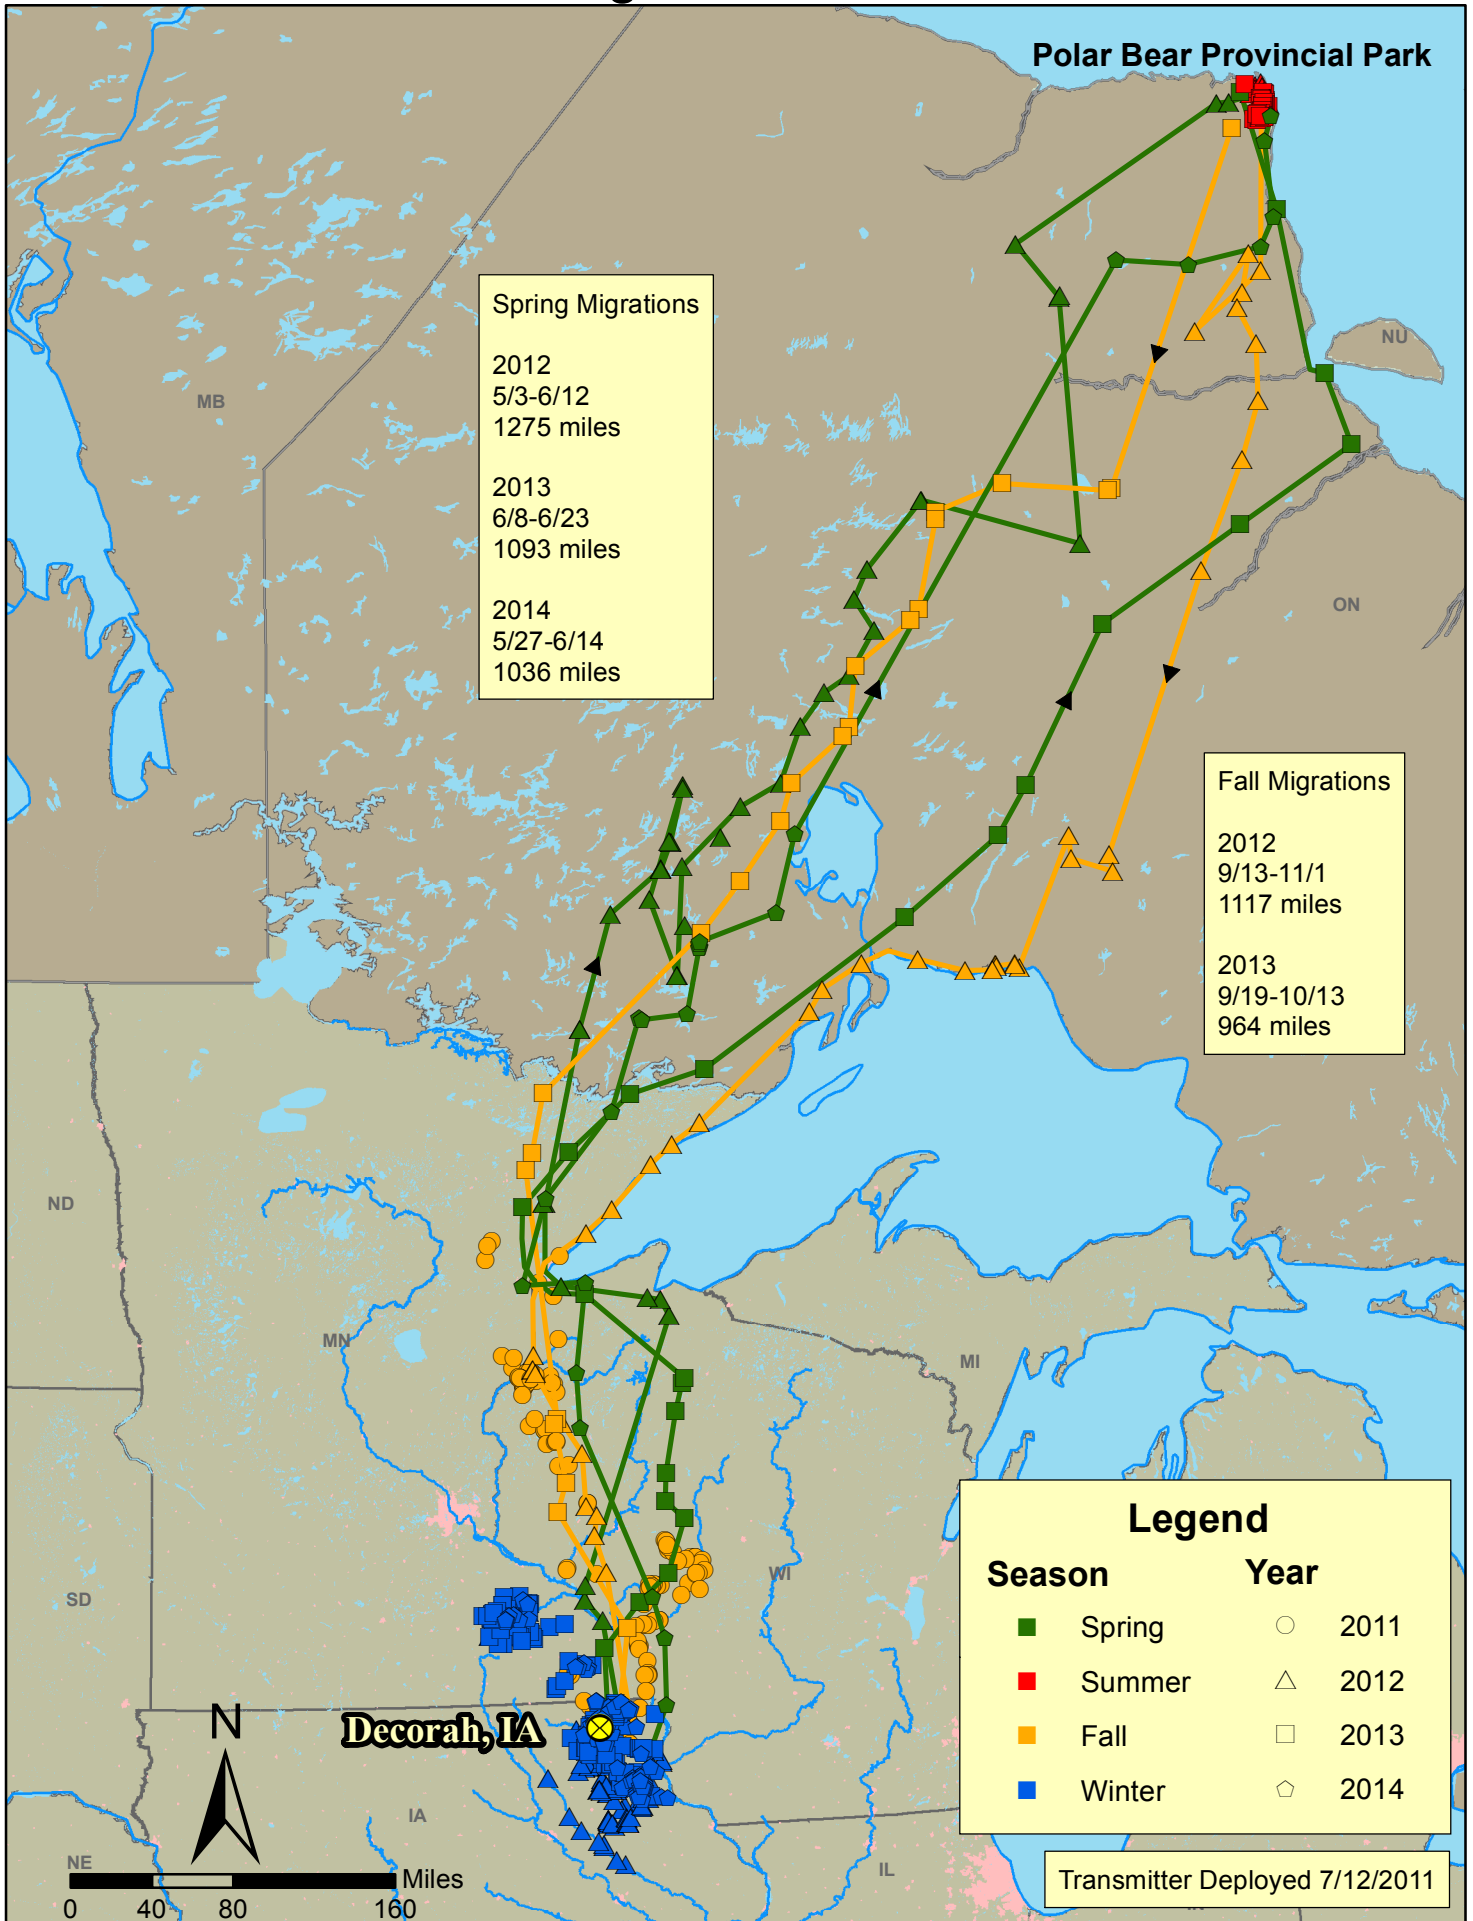 Polar Bear Provincial Park
Spring Migrations
2012
5/3-6/12
1275 miles
2013
6/8-6/23
1093 miles
2014
5/27-6/14
1036 miles
NU
MB
ON
Fall Migrations
2012
9/13-11/1
1117 miles
2013
9/19-10/13
964 miles
ND
MN
MI
SD
WI
Legend
Season Year
Spring 2011
Summer 2012
Fall 2013
Winter 2014
N
Decorah, IA
IA
NE
IL
Miles
0 40 80 160
Transmitter Deployed 7/12/2011